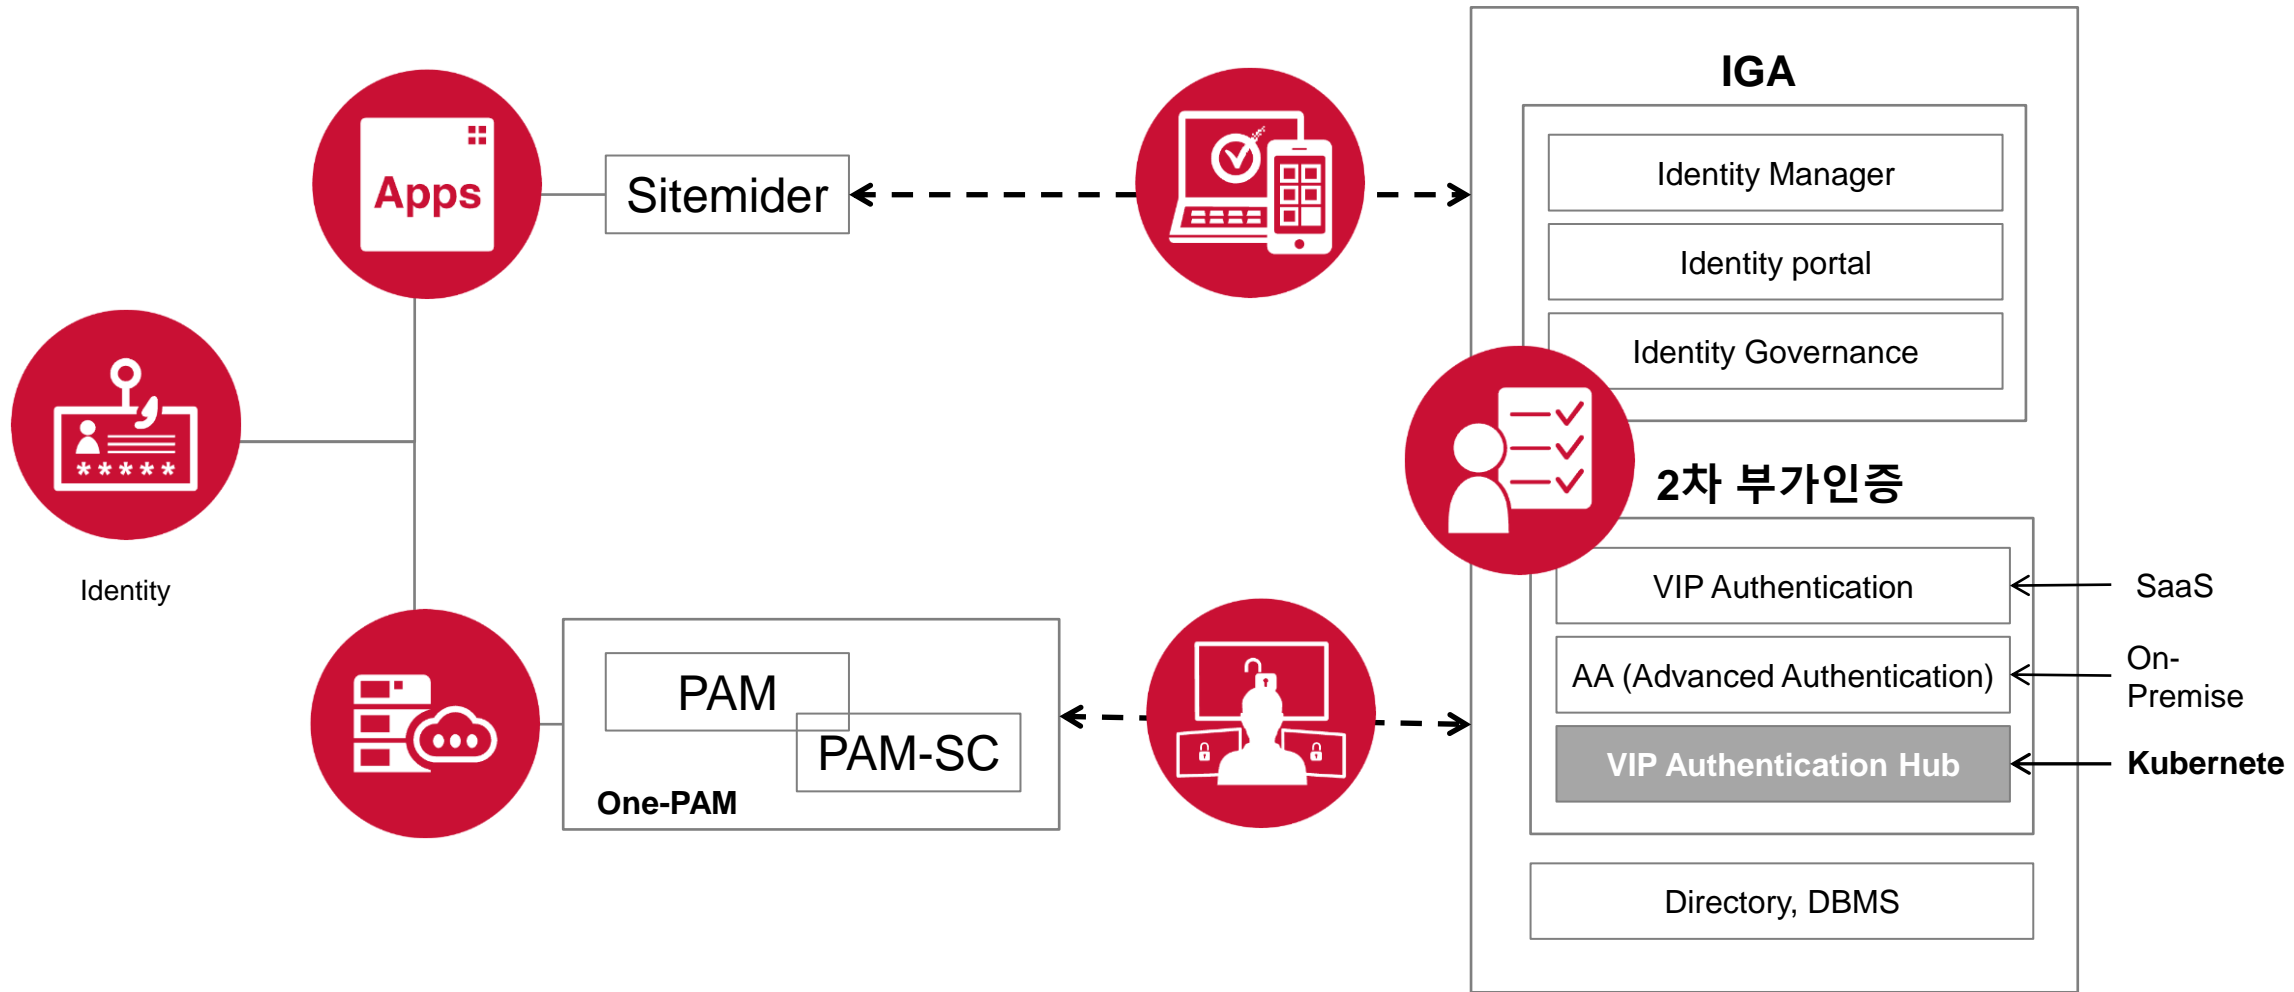 IGA
Apps
Sitemider
Identity Manager
Identity portal
Identity Governance
*****
Identity
2차 부가인증
VIP Authentication
SaaS
AA (Advanced Authentication)
On-
Premise
VIP Authentication Hub
Kubernete
PAM
PAM-SC
One-PAM
Directory, DBMS